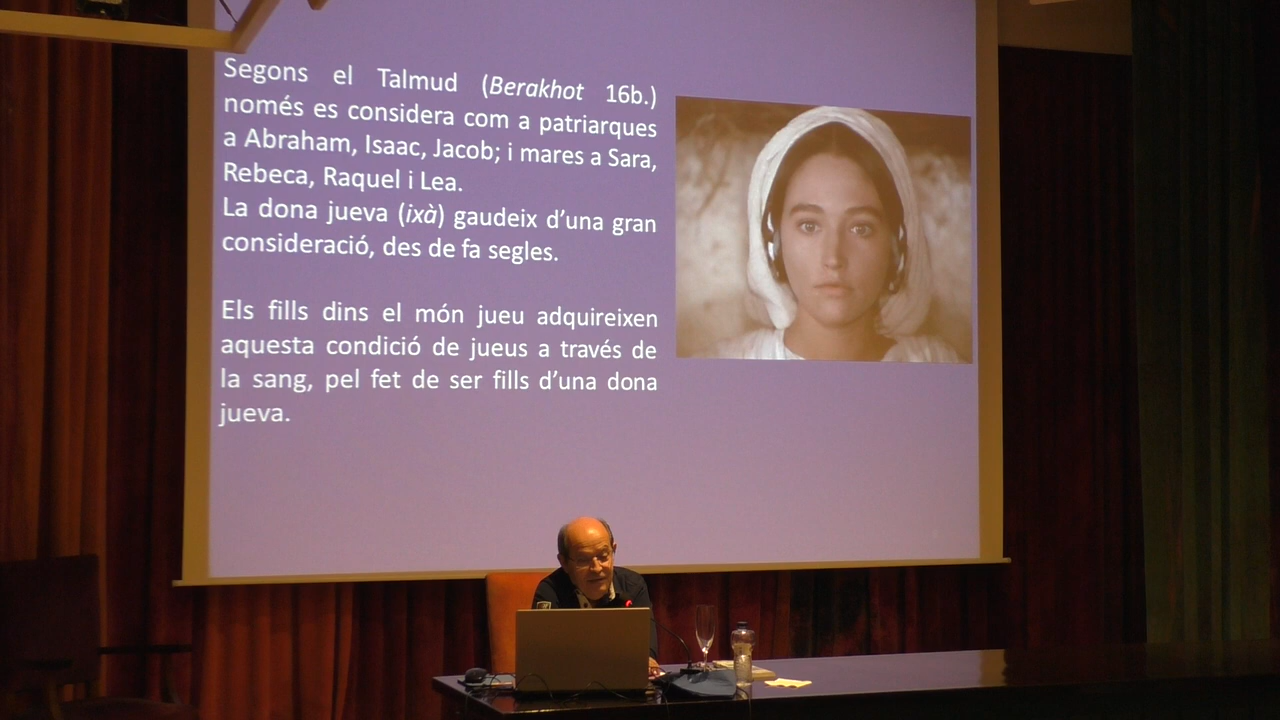 Segons el Talmud (Berakhot 16b.)
només es considera com a patriarques
a Abraham, Isaac, Jacob; i mares a Sara,
Rebeca, Raquel i Lea.
La dona jueva (ixà) gaudeix d’una gran
consideració, des de fa segles.
Els fills dins el món jueu adquireixen
aquesta condició de jueus a través de
la sang, pel fet de ser fills d’una dona
jueva.